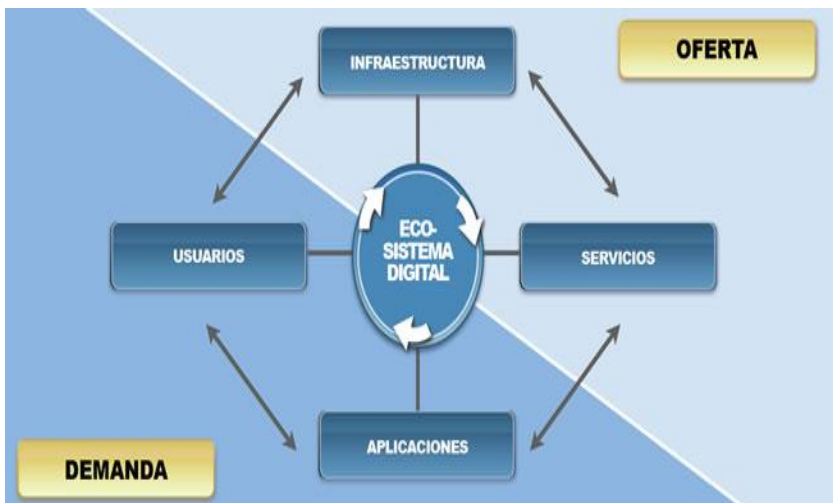 INFRAESTRUCTURA
OFERTA
USUARIOS
ECO-
SISTEMA
DIGITAL
SERVICIOS
APLICACIONES
DEMANDA